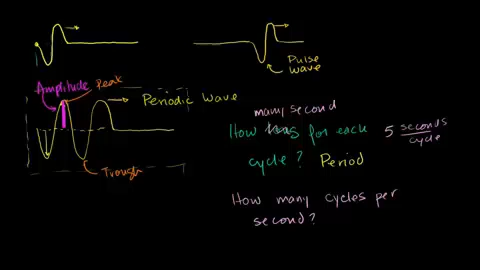 Pulse
wave
Amplitude
Peak
Periodic Wave
many second
How long for each
5 seconds
cycle
cycle? Period
Trough
How many cycles per
second?